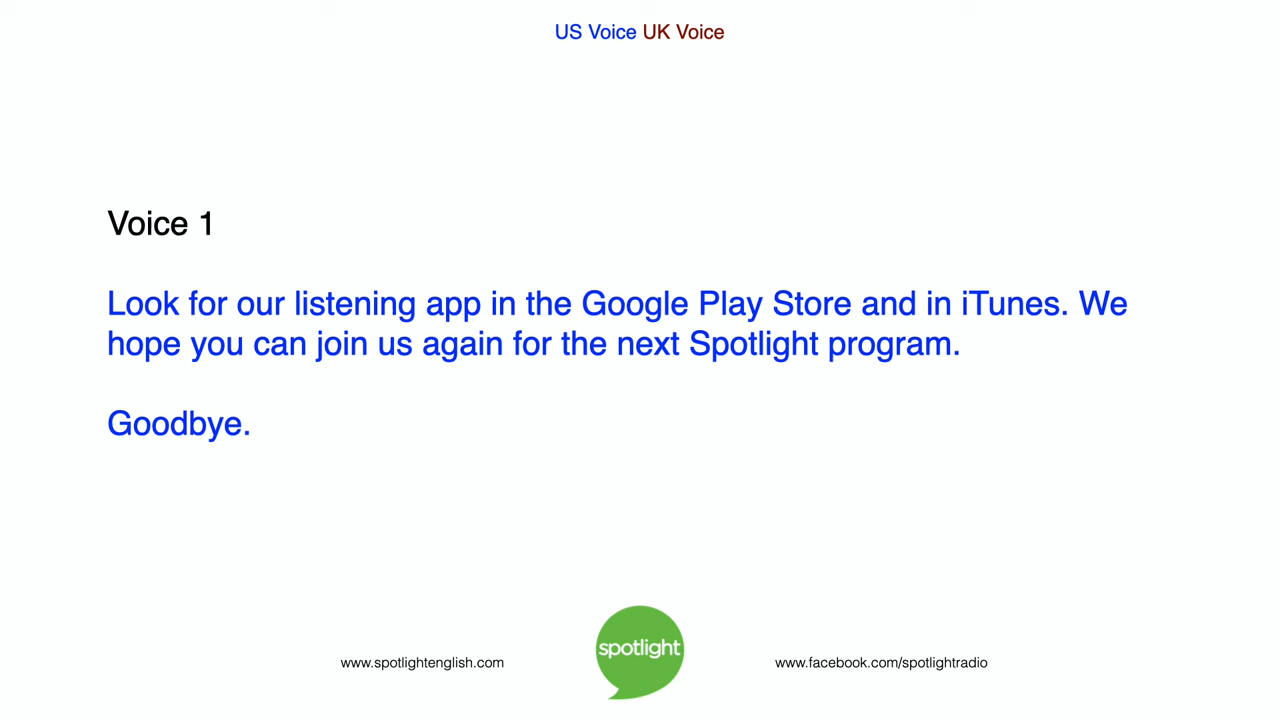 US Voice UK Voice
Voice 1
Look for our listening app in the Google Play Store and in iTunes. We
hope you can join us again for the next Spotlight program.
Goodbye.
spotlight
www.spotlightenglish.com
www.facebook.com/spotlightradio